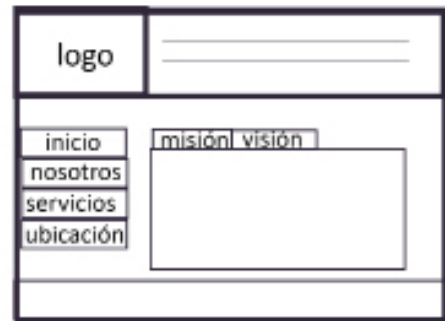 logo
inicio
nosotros
servicios
ubicación
misión visión